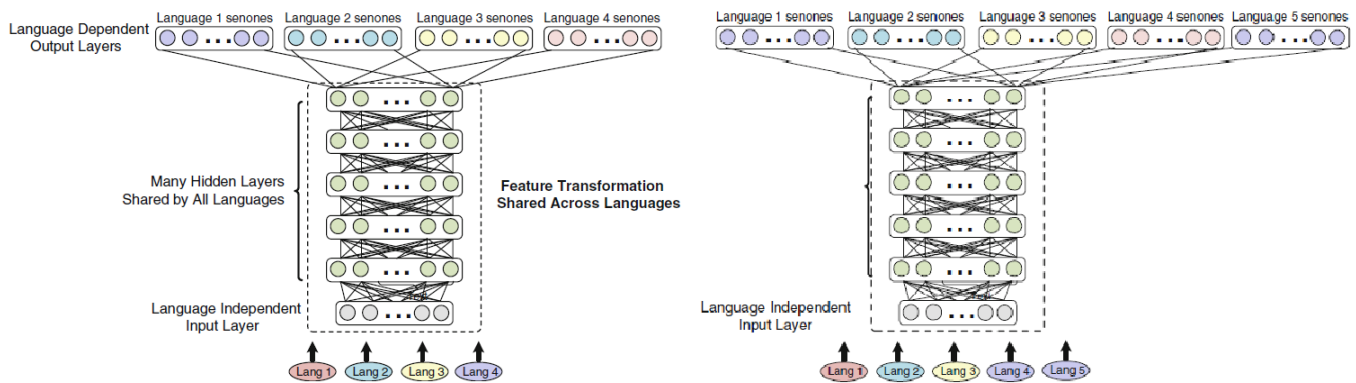 Language 1 senones Language 2 senones Language 3 senones Language 4 senones
Language Dependent
Output Layers
Many Hidden Layers
Shared by All Languages
Feature Transformation
Shared Across Languages
Language Independent
Input Layer
Lang 1 Lang 2 Lang 3 Lang 4
Language 1 senones Language 2 senones Language 3 senones Language 4 senones Language 5 senones
Language Independent
Input Layer
Lang 1 Lang 2 Lang 3 Lang 4 Lang 5